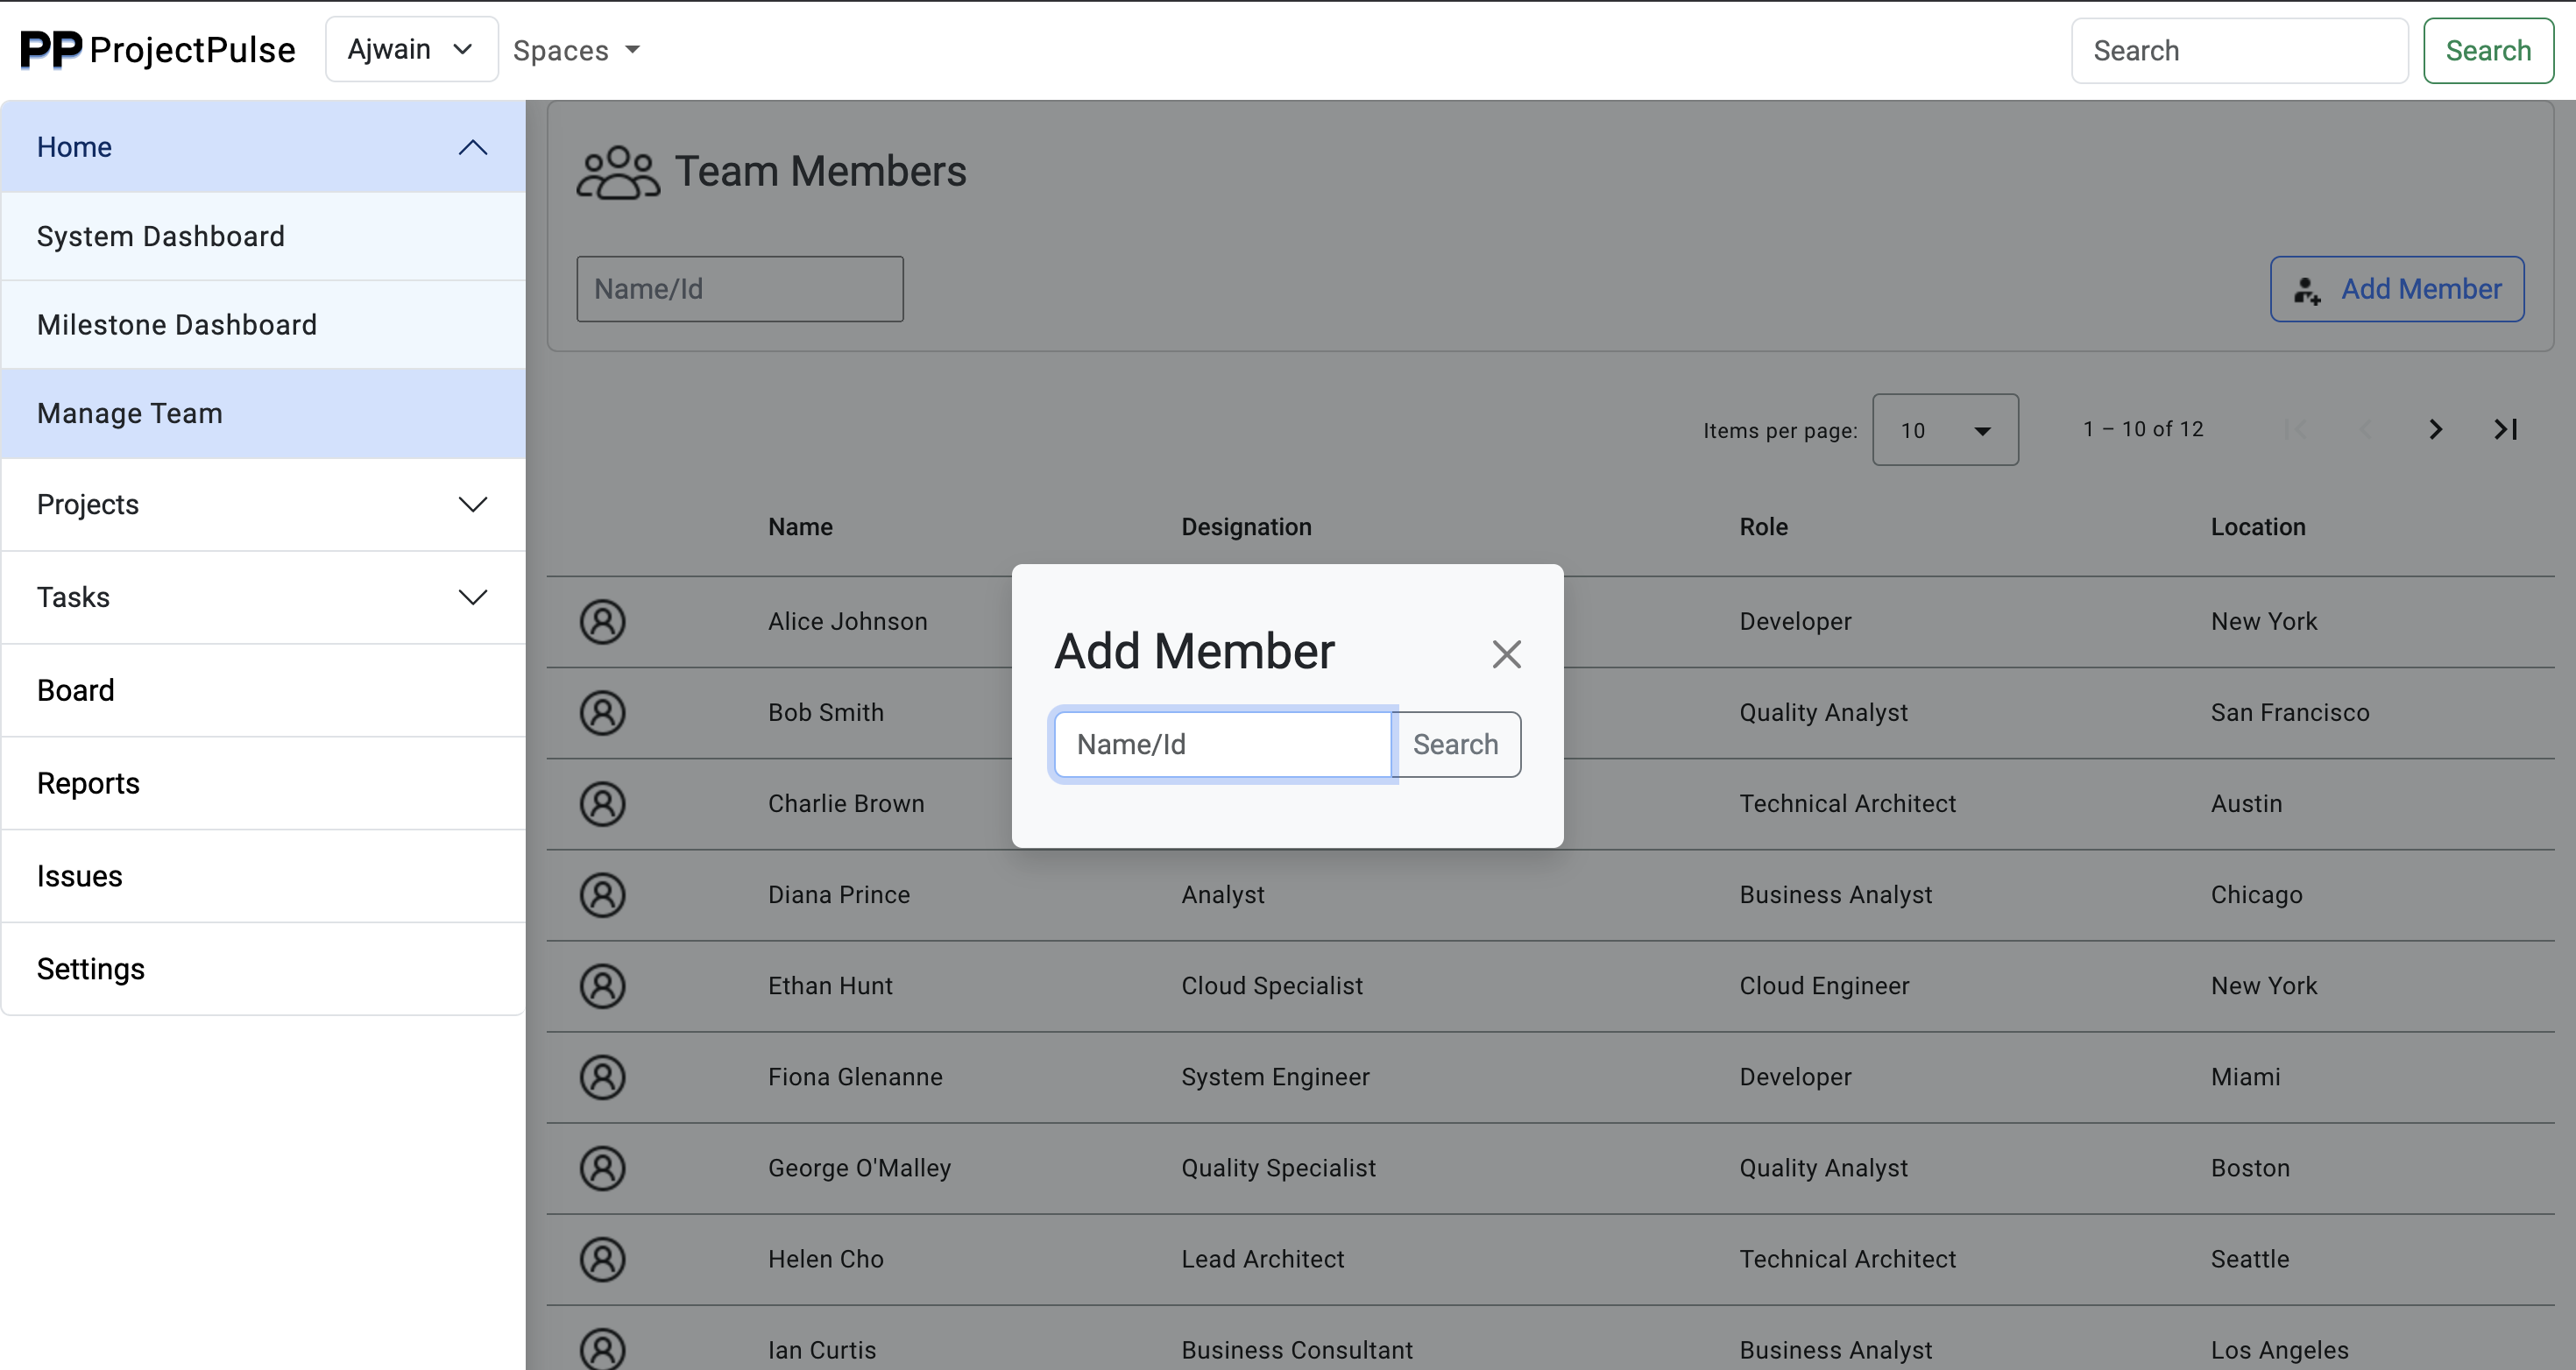 PP ProjectPulse Ajwain Spaces Search Search
Home
System Dashboard
Milestone Dashboard
Manage Team
Projects
Tasks
Board
Reports
Issues
Settings
Team Members
Name/Id Add Member
Items per page: 10 1 – 10 of 12
Name Designation Role Location
Alice Johnson Developer New York
Bob Smith Quality Analyst San Francisco
Charlie Brown Technical Architect Austin
Diana Prince Analyst Business Analyst Chicago
Ethan Hunt Cloud Specialist Cloud Engineer New York
Fiona Glenanne System Engineer Developer Miami
George O'Malley Quality Specialist Quality Analyst Boston
Helen Cho Lead Architect Technical Architect Seattle
Ian Curtis Business Consultant Business Analyst Los Angeles
Add Member
Name/Id Search